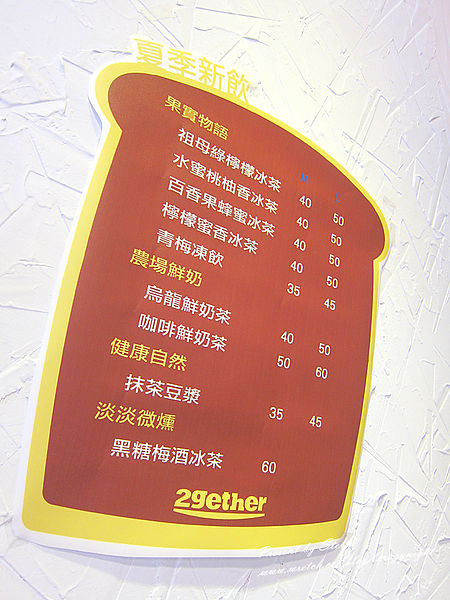 夏季新飲
果實物語
M L
祖母綠檸檬冰茶 40 50
水蜜桃柚香冰茶 40 50
百香果蜂蜜冰茶 40 50
檸檬蜜香冰茶 40 50
青梅凍飲 35 45
農場鮮奶
烏龍鮮奶茶 40 50
咖啡鮮奶茶 50 60
健康自然
抹茶豆漿 35 45
淡淡微燻
黑糖梅酒冰茶 60
2gether